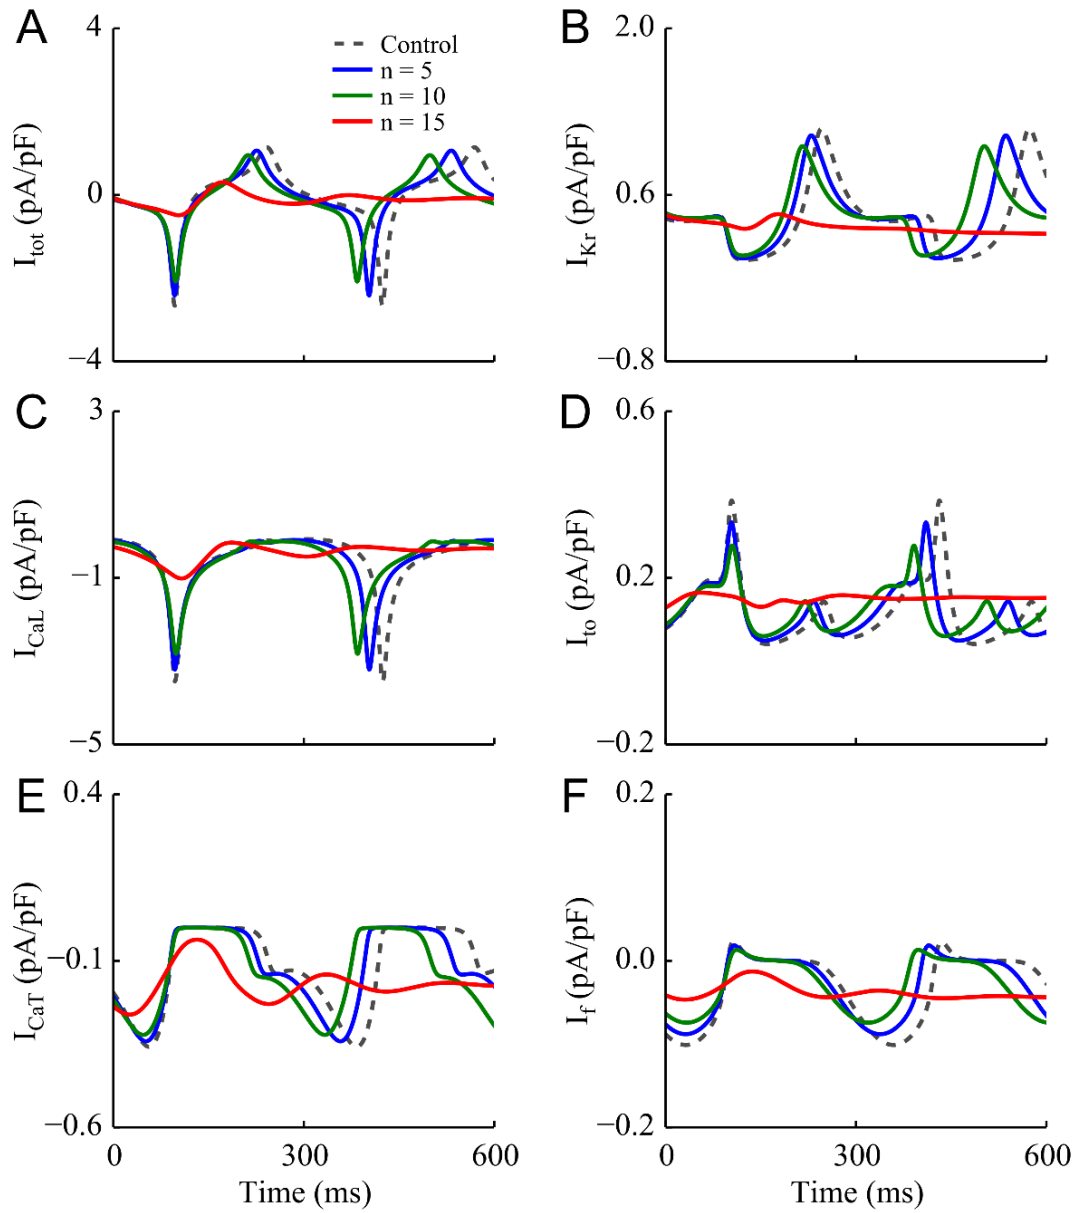 A
4
0
−4
I_tot (pA/pF)
Control
n = 5
n = 10
n = 15
B
2.0
0.6
−0.8
I_Kr (pA/pF)
C
3
−1
−5
I_CaL (pA/pF)
D
0.6
0.2
−0.2
I_to (pA/pF)
E
0.4
−0.1
−0.6
I_CaT (pA/pF)
0
300
600
Time (ms)
F
0.2
0.0
−0.2
I_f (pA/pF)
0
300
600
Time (ms)